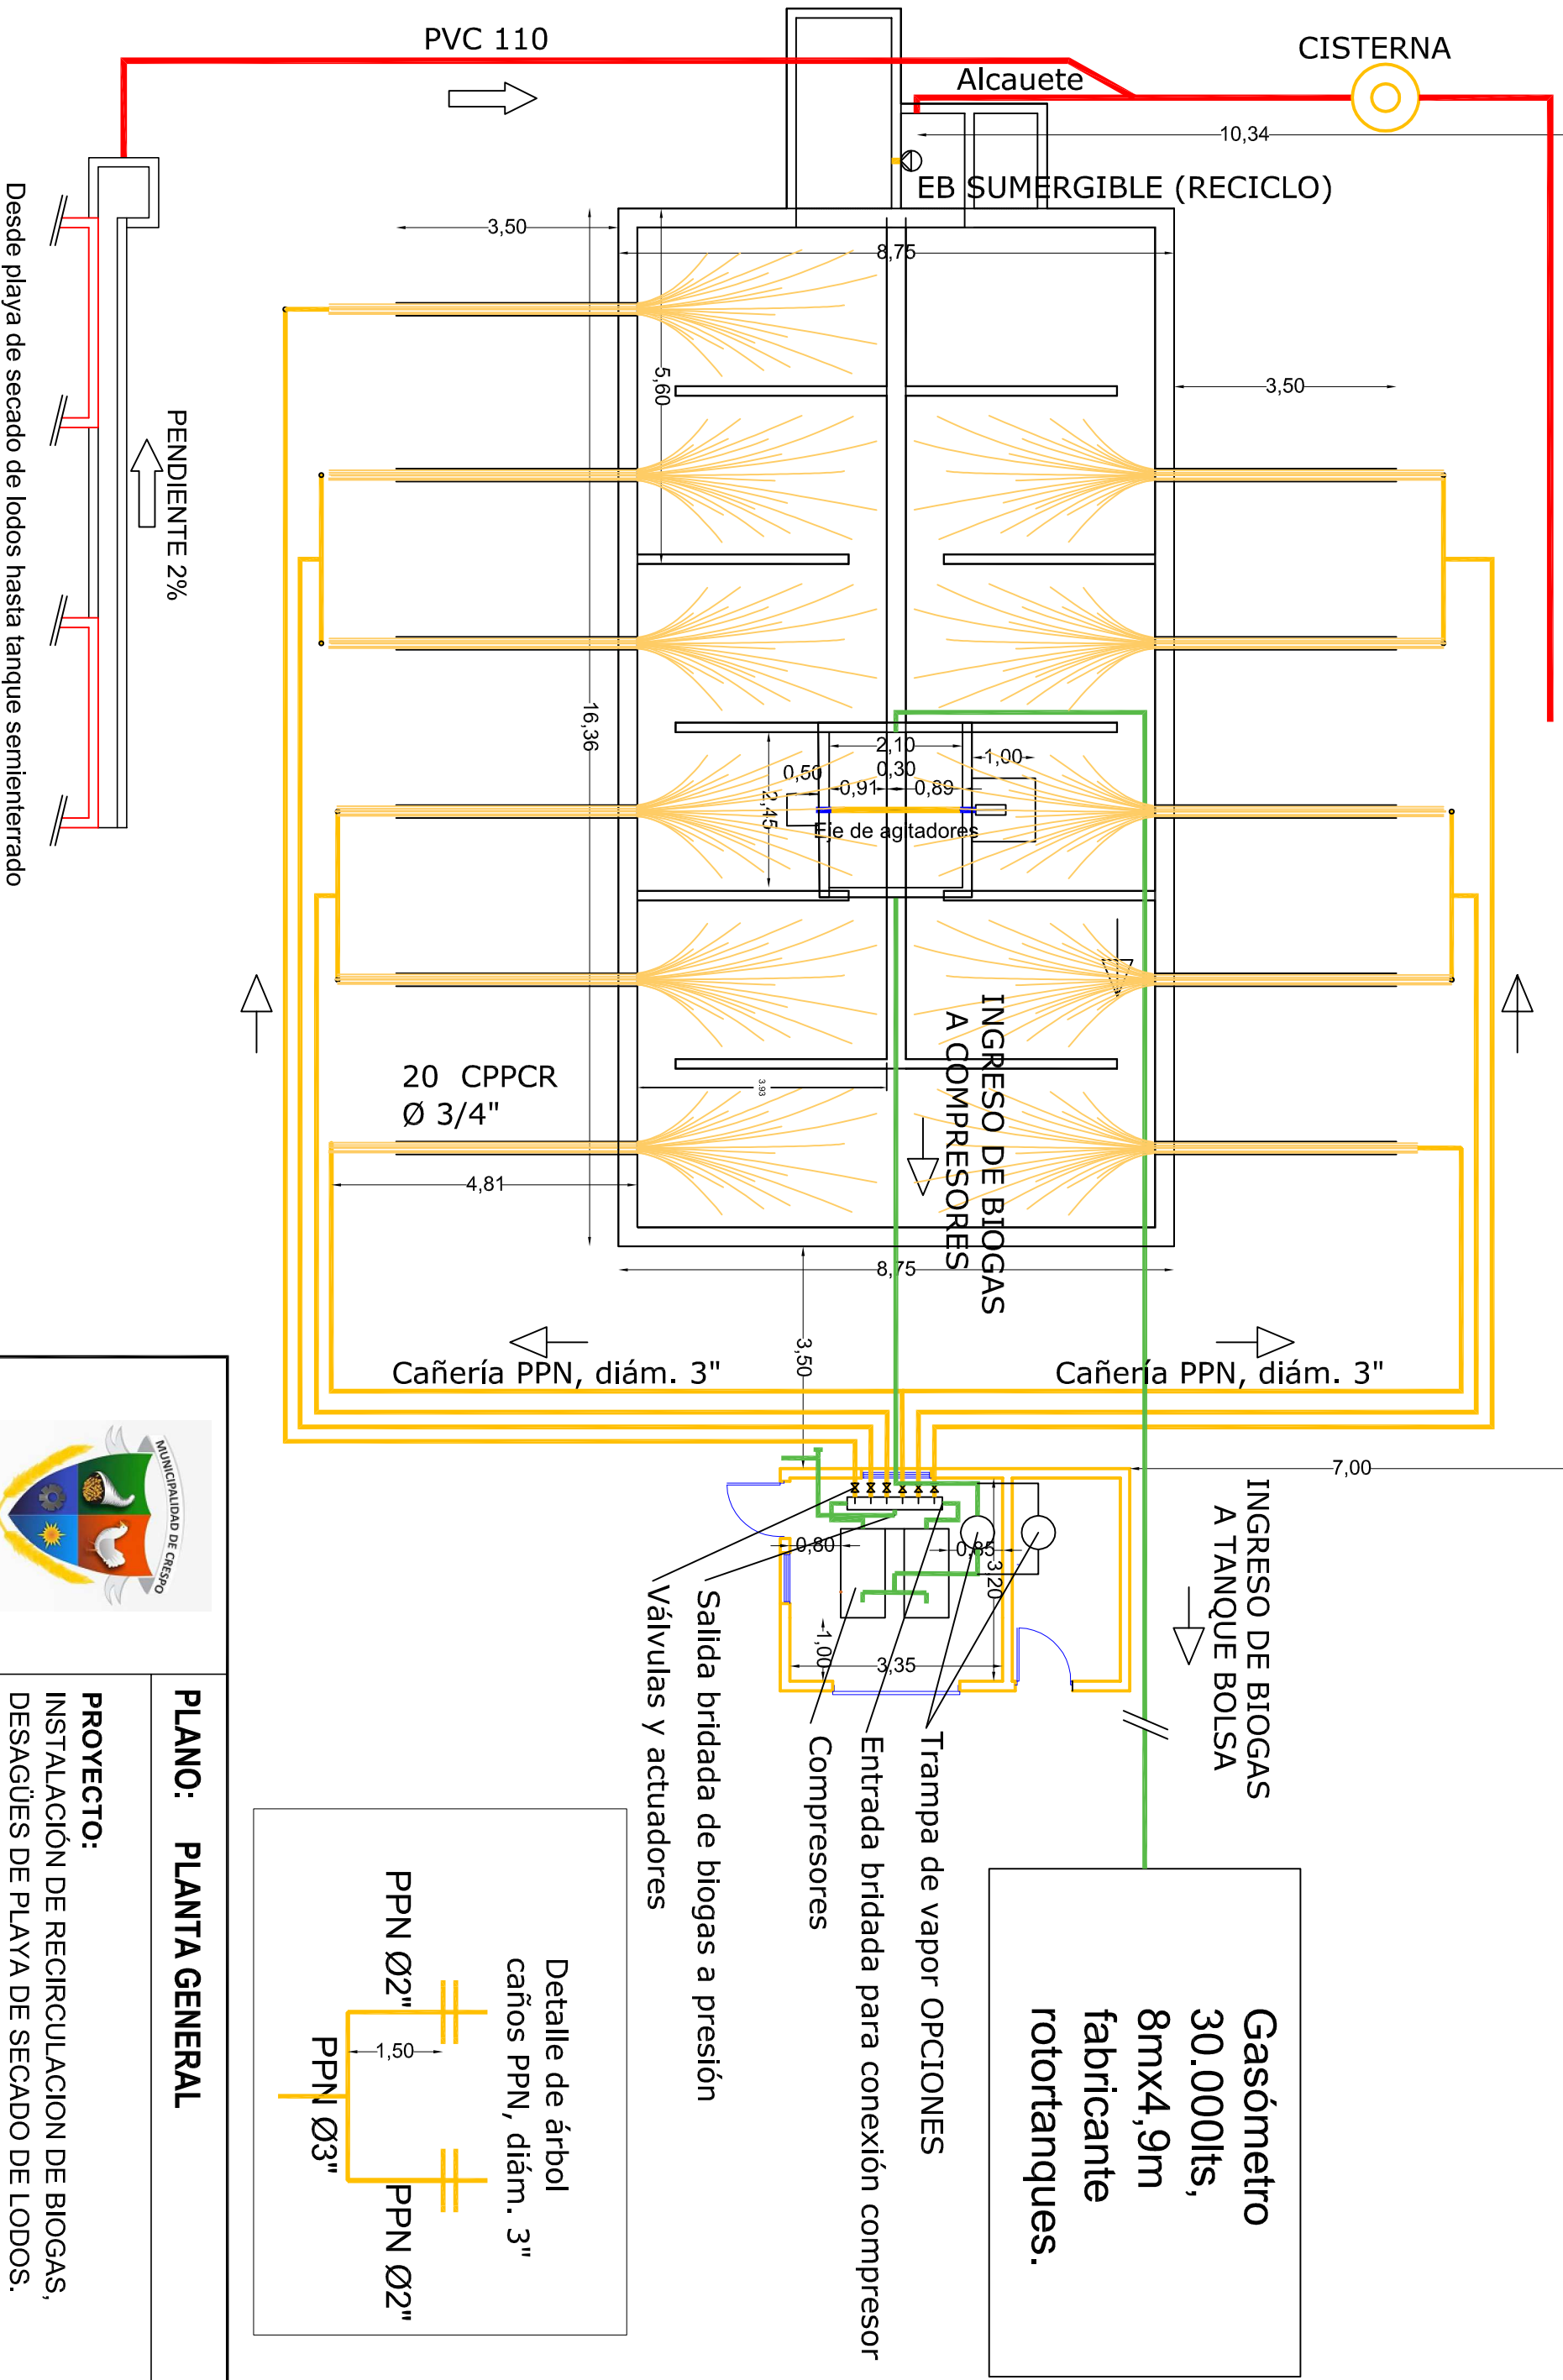 PVC 110
CISTERNA
Alcauete
10,34
EB SUMERGIBLE (RECICLO)
3,50
8,75
5,60
3,50
PENDIENTE 2%
Desde playa de secado de lodos hasta tanque semienterrado
16,36
2,10
1,00
0,50
0,30
0,91
0,89
2,45
Eje de agitadores
INGRESO DE BIOGAS
A COMPRESORES
20 CPPCR
Ø 3/4"
3.93
4,81
8,75
3,50
Cañería PPN, diám. 3"
Cañería PPN, diám. 3"
7,00
INGRESO DE BIOGAS
A TANQUE BOLSA
0,80
0,85
3,20
1,00
3,35
Trampa de vapor OPCIONES
Entrada bridada para conexión compresor
Compresores
Salida bridada de biogas a presión
Válvulas y actuadores
Gasómetro
30.000lts,
8mx4,9m
fabricante
rotortanques.
Detalle de árbol
caños PPN, diám. 3"
PPN Ø2"
1,50
PPN Ø3"
PPN Ø2"
MUNICIPALIDAD DE CRESPO
PLANO: PLANTA GENERAL
PROYECTO:
INSTALACIÓN DE RECIRCULACION DE BIOGAS,
DESAGÜES DE PLAYA DE SECADO DE LODOS.